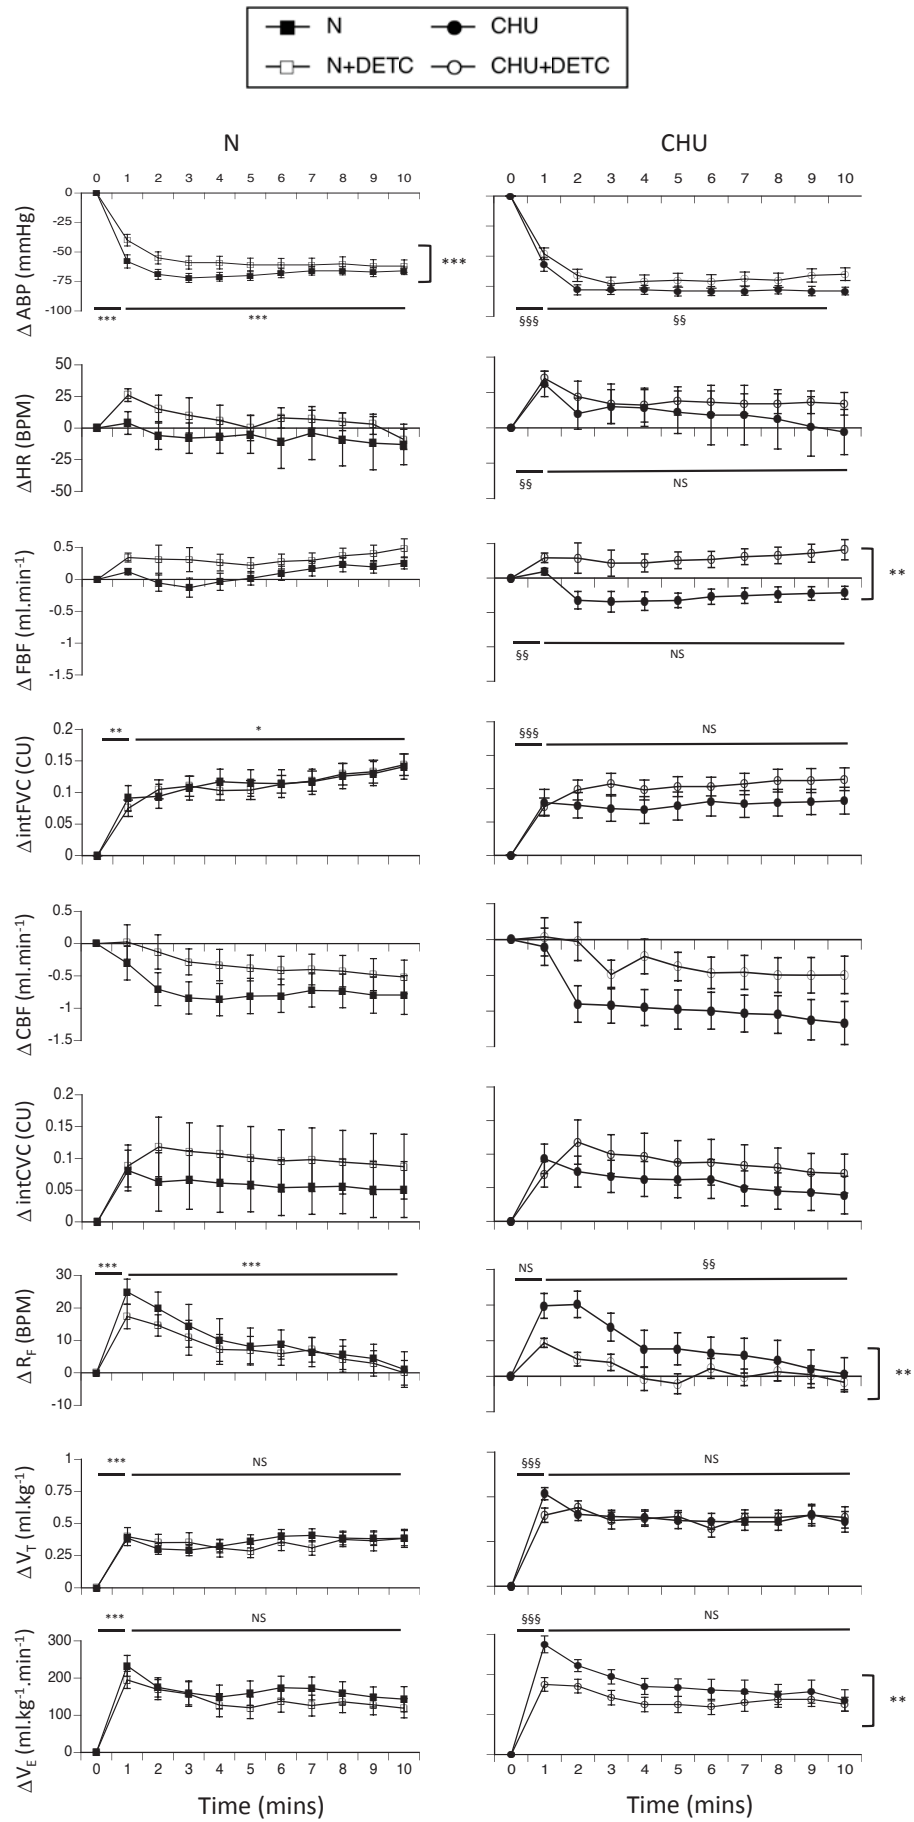 N CHU
N+DETC CHU+DETC
N CHU
0 1 2 3 4 5 6 7 8 9 10 0 1 2 3 4 5 6 7 8 9 10
Δ ABP (mmHg)
0
-25
-50
-75
-100
***
*** ***
§§§ §§
ΔHR (BPM)
50
25
0
-25
-50
§§ NS
Δ FBF (ml.min-1)
0.5
0
-0.5
-1
-1.5
**
§§ NS
ΔintFVC (CU)
0.2
0.15
0.1
0.05
0
** *
§§§ NS
ΔCBF (ml.min-1)
0.5
0
-0.5
-1
-1.5
Δ intCVC (CU)
0.2
0.15
0.1
0.05
0
Δ RF (BPM)
30
20
10
0
-10
*** ***
NS §§
**
ΔVT (ml.kg-1)
1
0.75
0.5
0.25
0
*** NS
§§§ NS
ΔVE (ml.kg-1.min-1)
300
200
100
0
*** NS
§§§ NS
**
0 1 2 3 4 5 6 7 8 9 10 0 1 2 3 4 5 6 7 8 9 10
Time (mins) Time (mins)